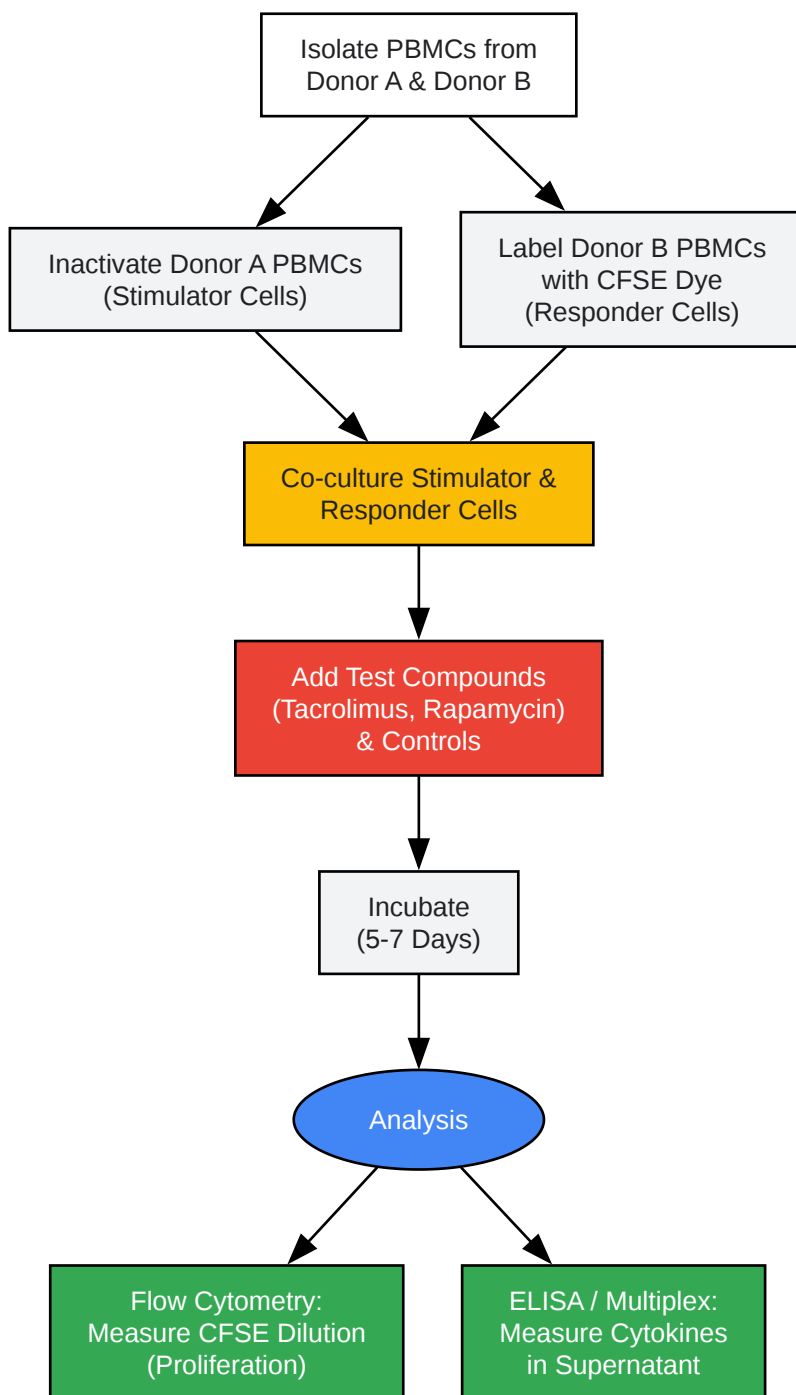 Isolate PBMCs from
Donor A & Donor B
Inactivate Donor A PBMCs
(Stimulator Cells)
Label Donor B PBMCs
with CFSE Dye
(Responder Cells)
Co-culture Stimulator &
Responder Cells
Add Test Compounds
(Tacrolimus, Rapamycin)
& Controls
Incubate
(5-7 Days)
Analysis
Flow Cytometry:
Measure CFSE Dilution
(Proliferation)
ELISA / Multiplex:
Measure Cytokines
in Supernatant